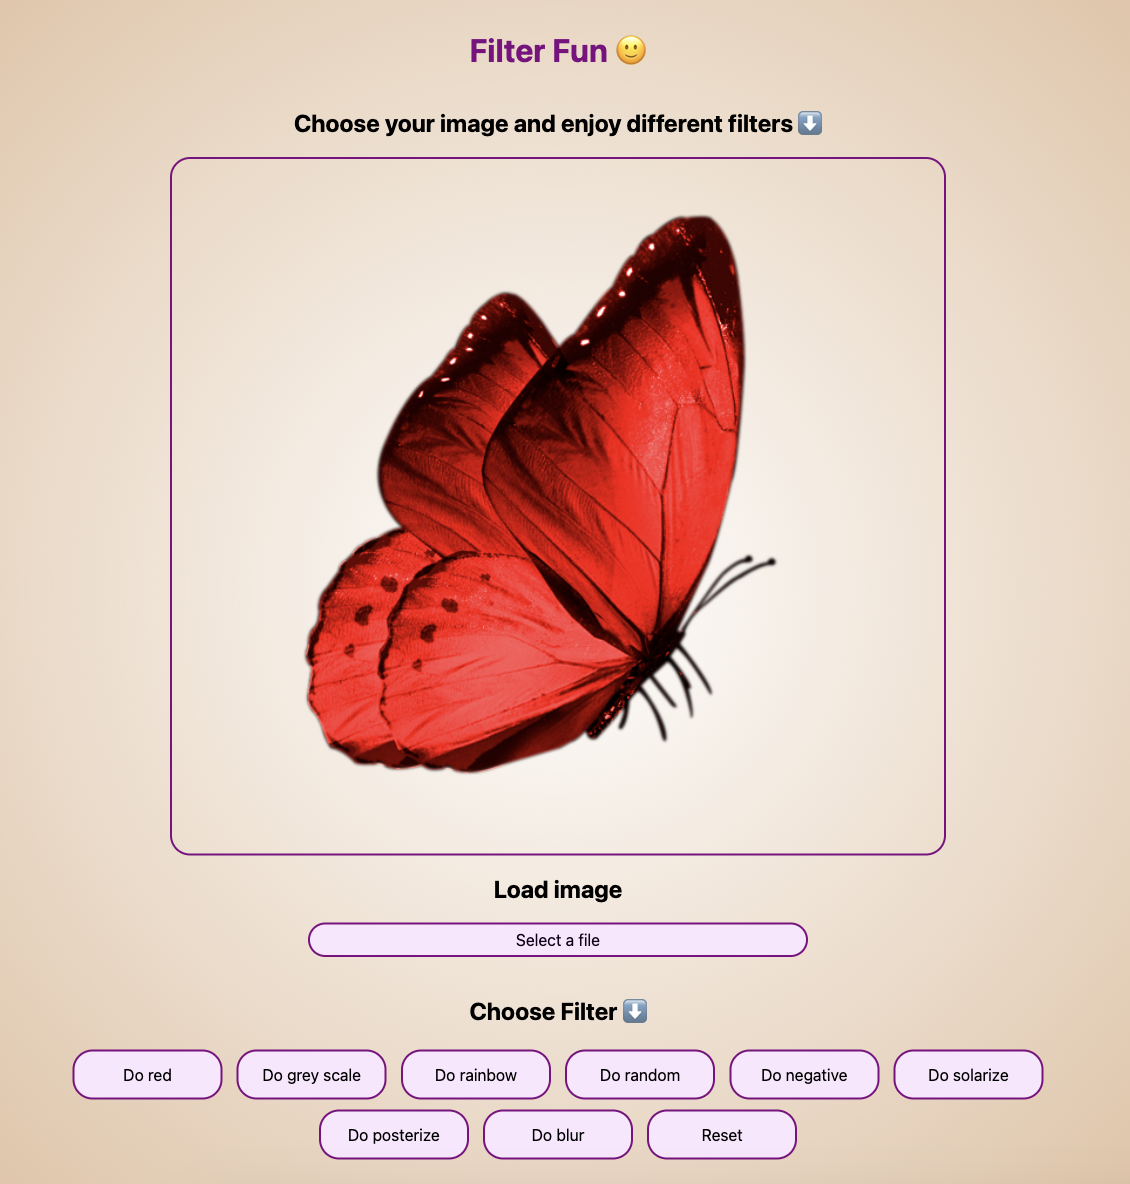 Filter Fun 🙂
Choose your image and enjoy different filters ⬇️
Load image
Select a file
Choose Filter ⬇️
Do red
Do grey scale
Do rainbow
Do random
Do negative
Do solarize
Do posterize
Do blur
Reset